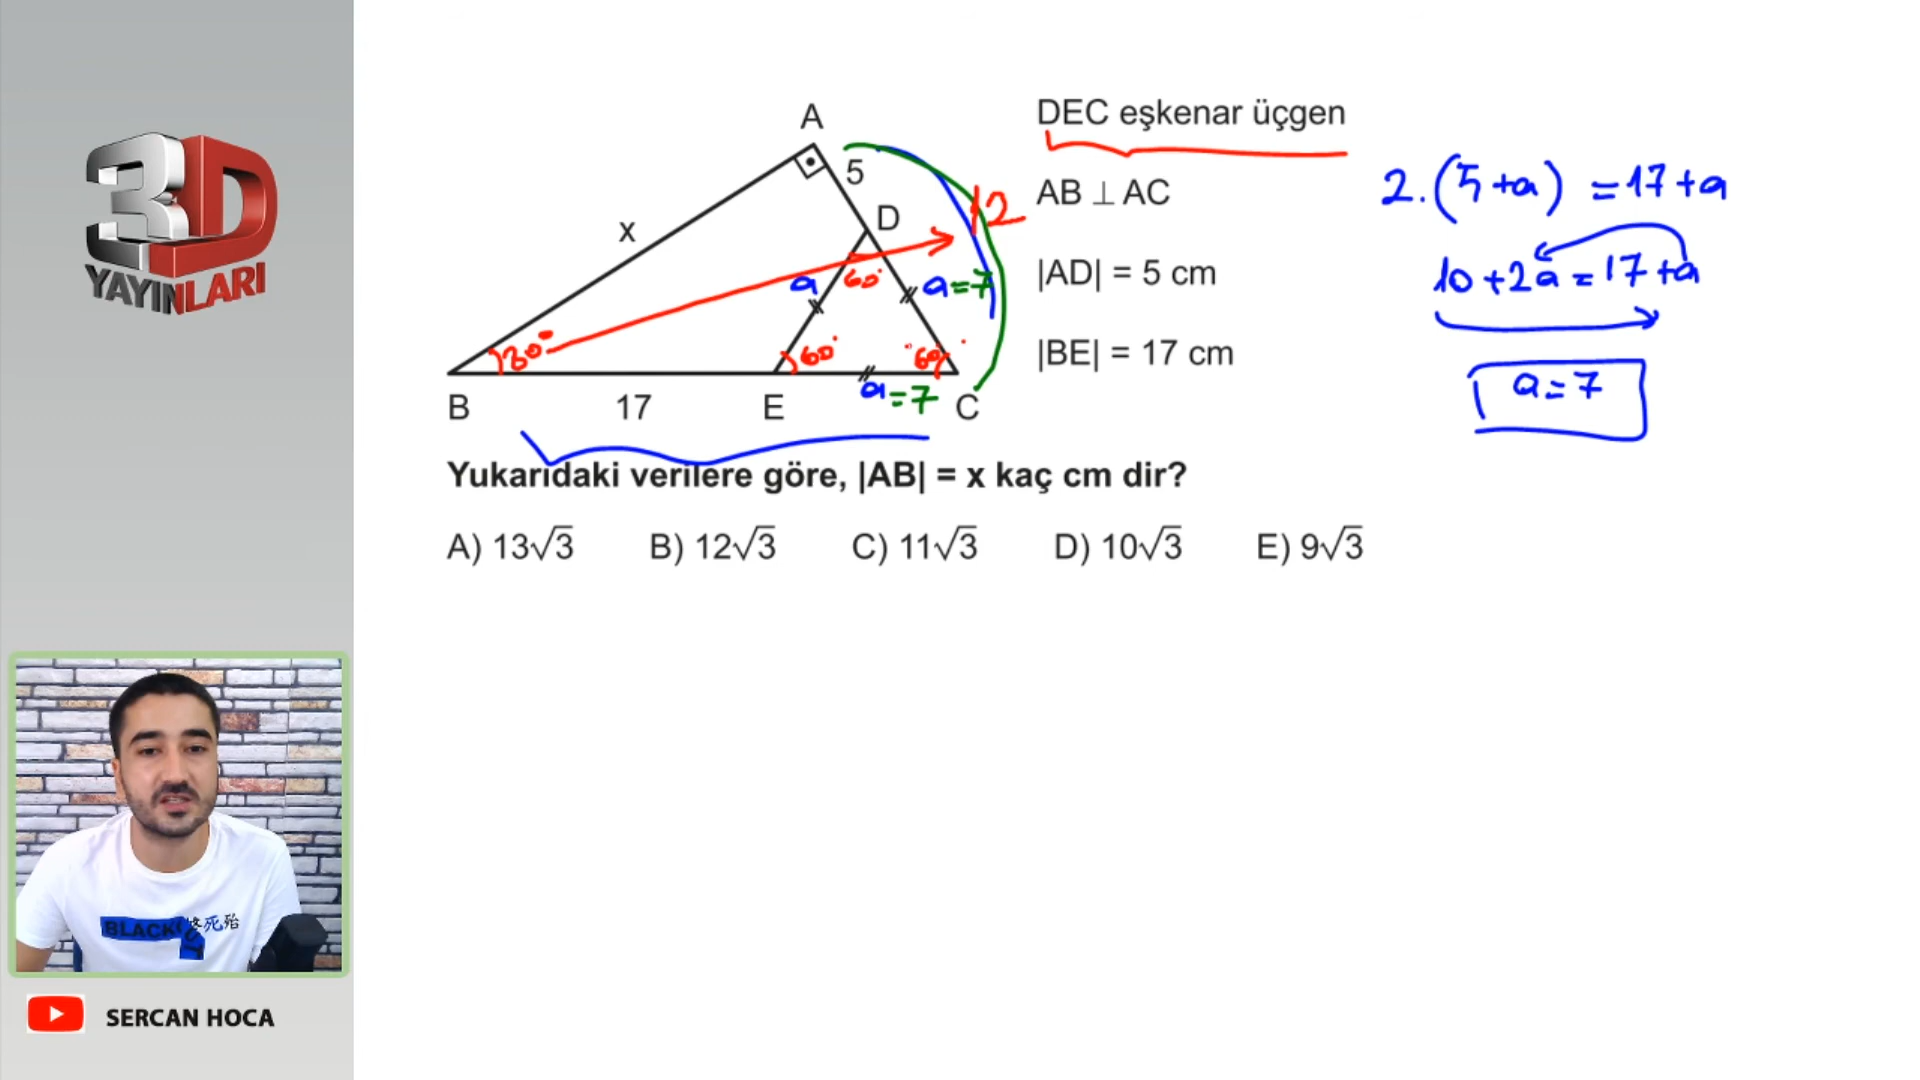 3D
YAYINLARI
A
5
D
x
12
a
60°
a=7
30°
60°
60°
a=7
B
17
E
C
DEC eşkenar üçgen
AB ⊥ AC
|AD| = 5 cm
|BE| = 17 cm
2.(5+a) = 17+a
10+2a=17+a
a=7
Yukarıdaki verilere göre, |AB| = x kaç cm dir?
A) 13√3 B) 12√3 C) 11√3 D) 10√3 E) 9√3
SERCAN HOCA